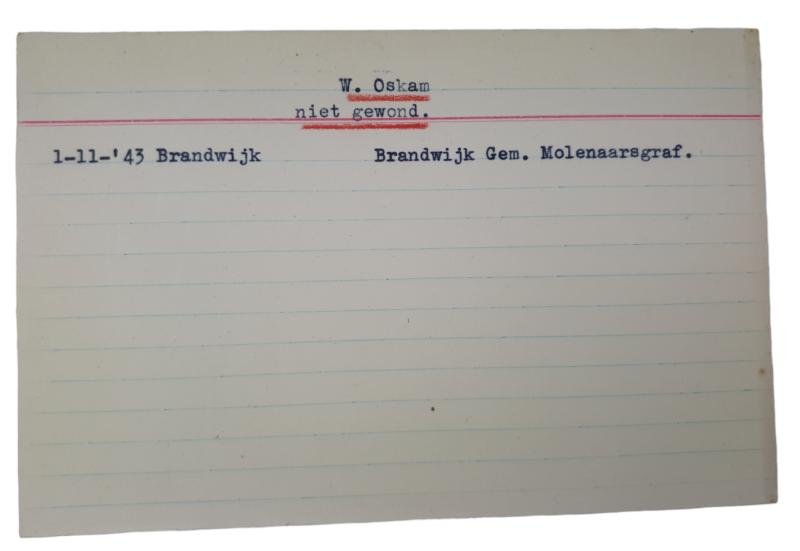 W. Oskam
niet gewond.
1-11-'43 Brandwijk Brandwijk Gem. Molenaarsgraf.